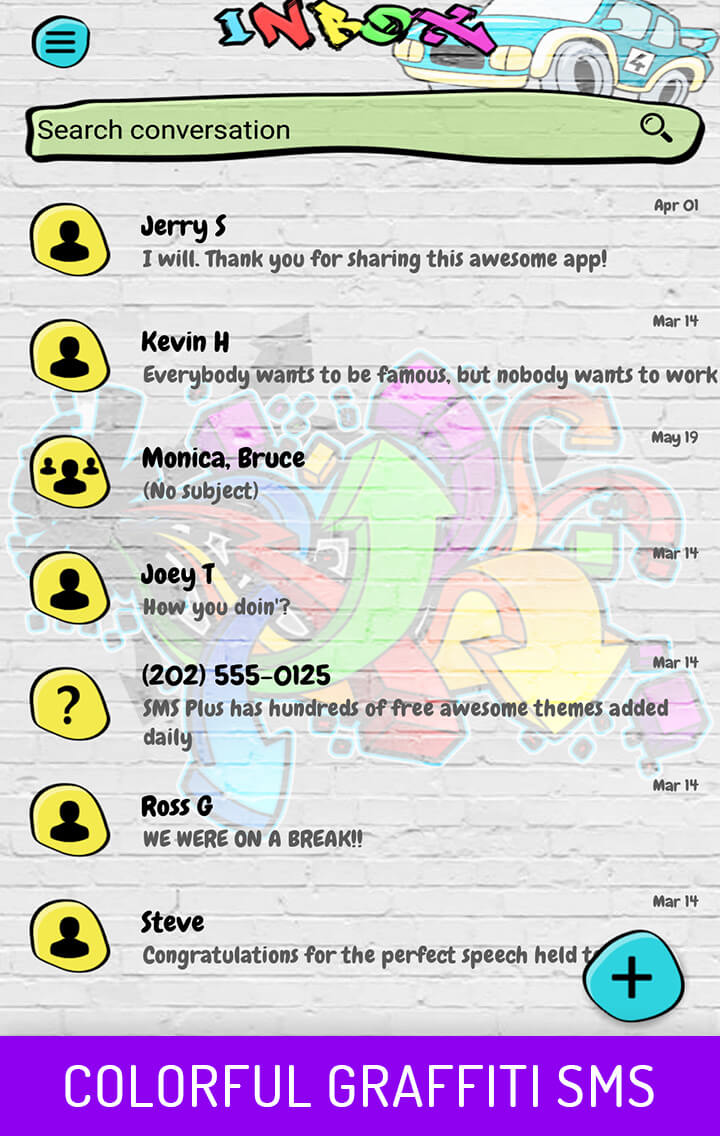 INBOX
4
Search conversation
Apr 01
Jerry S
I will. Thank you for sharing this awesome app!
Mar 14
Kevin H
Everybody wants to be famous, but nobody wants to work
May 19
Monica, Bruce
(No subject)
Mar 14
Joey T
How you doin'?
Mar 14
(202) 555-0125
SMS Plus has hundreds of free awesome themes added
daily
Mar 14
Ross G
WE WERE ON A BREAK!!
Mar 14
Steve
Congratulations for the perfect speech held
COLORFUL GRAFFITI SMS